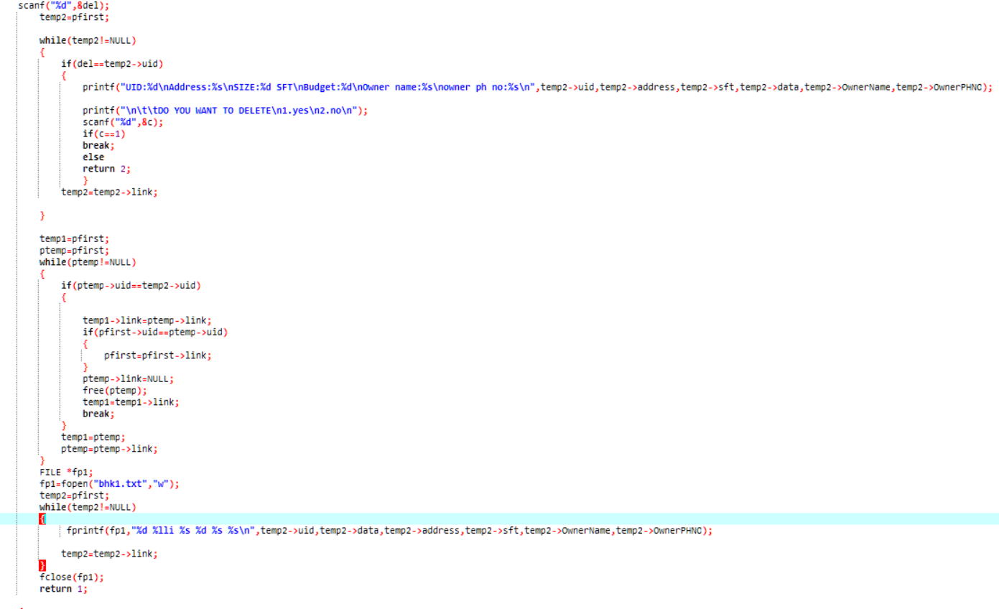 scanf("%d",&del);
temp2=pfirst;
while(temp2!=NULL)
{
if(del==temp2->uid)
{
printf("UID:%d\nAddress:%s\nSIZE:%d SFT\nBudget:%d\nOwner name:%s\nowner ph no:%s\n",temp2->uid,temp2->address,temp2->sft,temp2->data,temp2->OwnerName,temp2->OwnerPHNO);
printf("\n\t\tDO YOU WANT TO DELETE\n1.yes\n2.no\n");
scanf("%d",&c);
if(c==1)
break;
else
return 2;
}
temp2=temp2->link;
}
temp1=pfirst;
ptemp=pfirst;
while(ptemp!=NULL)
{
if(ptemp->uid==temp2->uid)
{
temp1->link=ptemp->link;
if(pfirst->uid==ptemp->uid)
{
pfirst=pfirst->link;
}
ptemp->link=NULL;
free(ptemp);
temp1=temp1->link;
break;
}
temp1=ptemp;
ptemp=ptemp->link;
}
FILE *fp1;
fp1=fopen("bhk1.txt","w");
temp2=pfirst;
while(temp2!=NULL)
{
fprintf(fp1,"%d %lli %s %d %s %s\n",temp2->uid,temp2->data,temp2->address,temp2->sft,temp2->OwnerName,temp2->OwnerPHNO);
temp2=temp2->link;
}
fclose(fp1);
return 1;